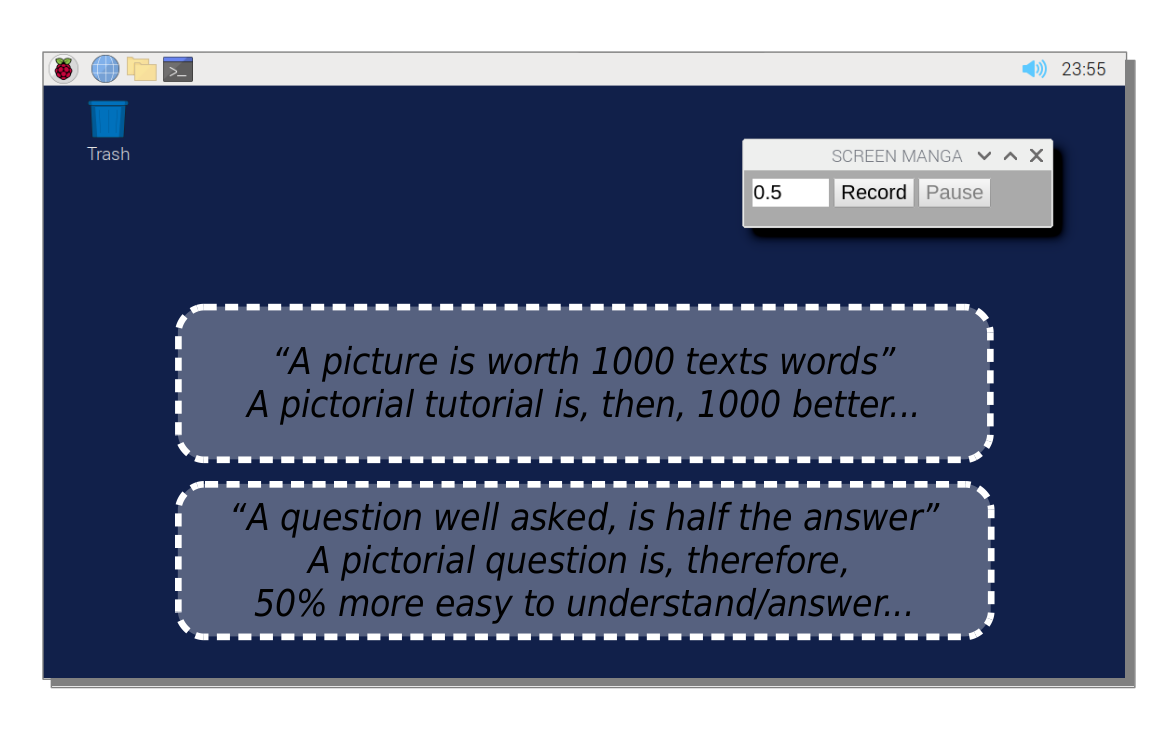 23:55
Trash
SCREEN MANGA
0.5 Record Pause
“A picture is worth 1000 texts words”
A pictorial tutorial is, then, 1000 better...
“A question well asked, is half the answer”
A pictorial question is, therefore,
50% more easy to understand/answer...